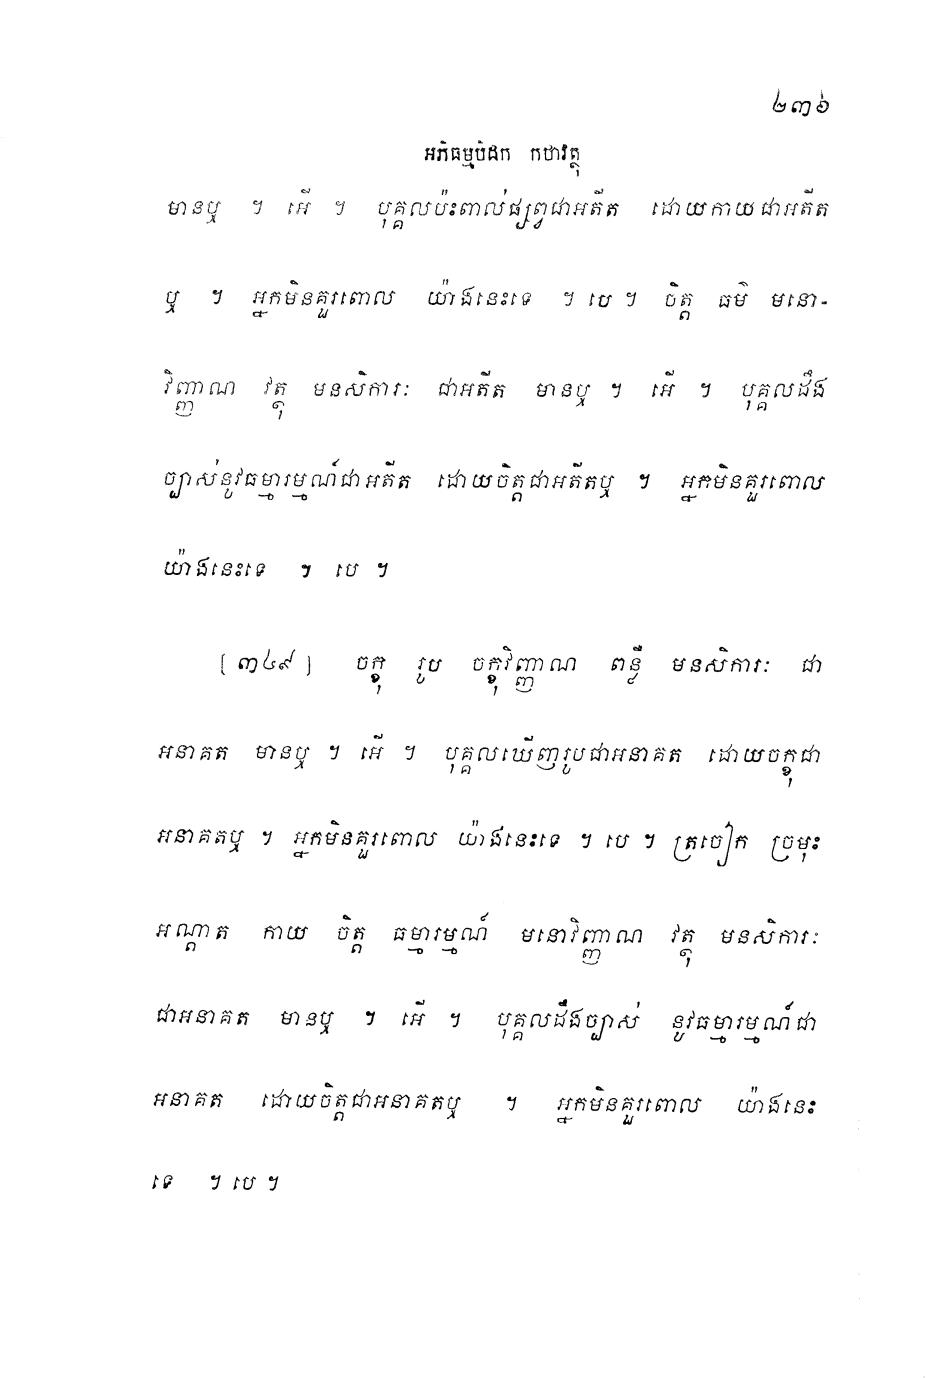 ២៣៦
អភិធម្មបិដក កថាវត្ថុ
មានឬ ។ អើ ។ បុគ្គលប៉ះពាល់ផ្សព្វជាអតីត ដោយកាយជាអតីត
ឬ ។ អ្នកមិនគួរពោល យ៉ាងនេះទេ ។ បេ ។ ចិត្ត ធម៌ មនោ-
វិញ្ញាណ វត្ថុ មនសិការៈ ជាអតីត មានឬ ។ អើ ។ បុគ្គលដឹង
ច្បាស់នូវធម្មារម្មណ៍ជាអតីត ដោយចិត្តជាអតីតឬ ។ អ្នកមិនគួរពោល
យ៉ាងនេះទេ ។ បេ ។
[៣៤៩] ចក្ខុ រូប ចក្ខុវិញ្ញាណ ពន្លឺ មនសិការៈ ជា
អនាគត មានឬ ។ អើ ។ បុគ្គលឃើញរូបជាអនាគត ដោយចក្ខុជា
អនាគតឬ ។ អ្នកមិនគួរពោល យ៉ាងនេះទេ ។ បេ ។ ត្រចៀក ច្រមុះ
អណ្តាត កាយ ចិត្ត ធម្មារម្មណ៍ មនោវិញ្ញាណ វត្ថុ មនសិការៈ
ជាអនាគត មានឬ ។ អើ ។ បុគ្គលដឹងច្បាស់ នូវធម្មារម្មណ៍ជា
អនាគត ដោយចិត្តជាអនាគតឬ ។ អ្នកមិនគួរពោល យ៉ាងនេះ
ទេ ។ បេ ។